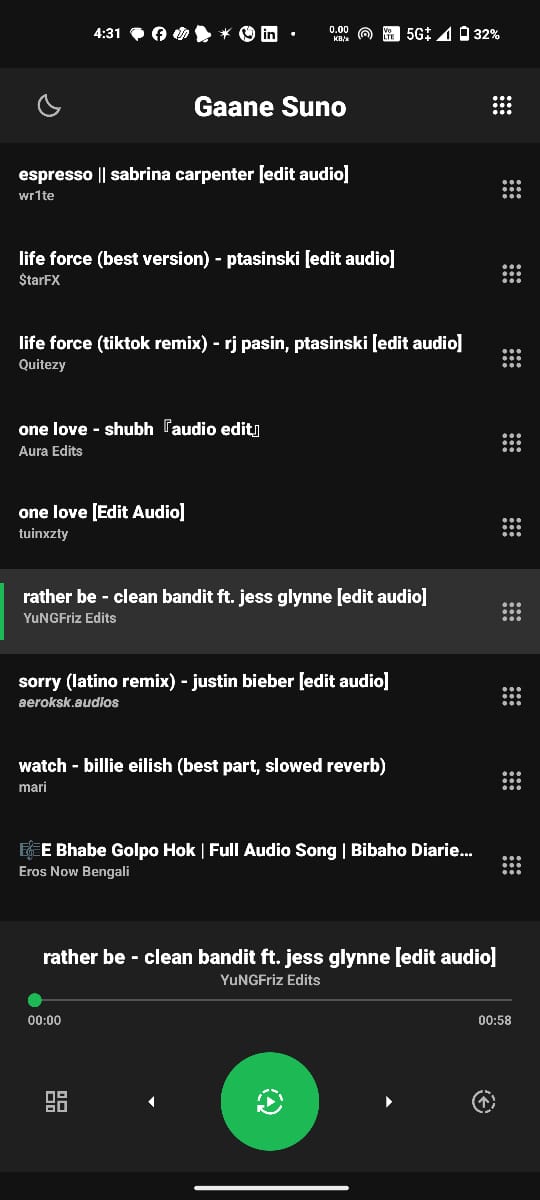 4:31
0.00
KB/s
Vo
LTE
5G
32%
Gaane Suno
espresso || sabrina carpenter [edit audio]
wr1te
life force (best version) - ptasinski [edit audio]
$tarFX
life force (tiktok remix) - rj pasin, ptasinski [edit audio]
Quitezy
one love - shubh『audio edit』
Aura Edits
one love [Edit Audio]
tuinxzty
rather be - clean bandit ft. jess glynne [edit audio]
YuNGFriz Edits
sorry (latino remix) - justin bieber [edit audio]
aeroksk.audios
watch - billie eilish (best part, slowed reverb)
mari
🎼E Bhabe Golpo Hok | Full Audio Song | Bibaho Diarie...
Eros Now Bengali
rather be - clean bandit ft. jess glynne [edit audio]
YuNGFriz Edits
00:00
00:58